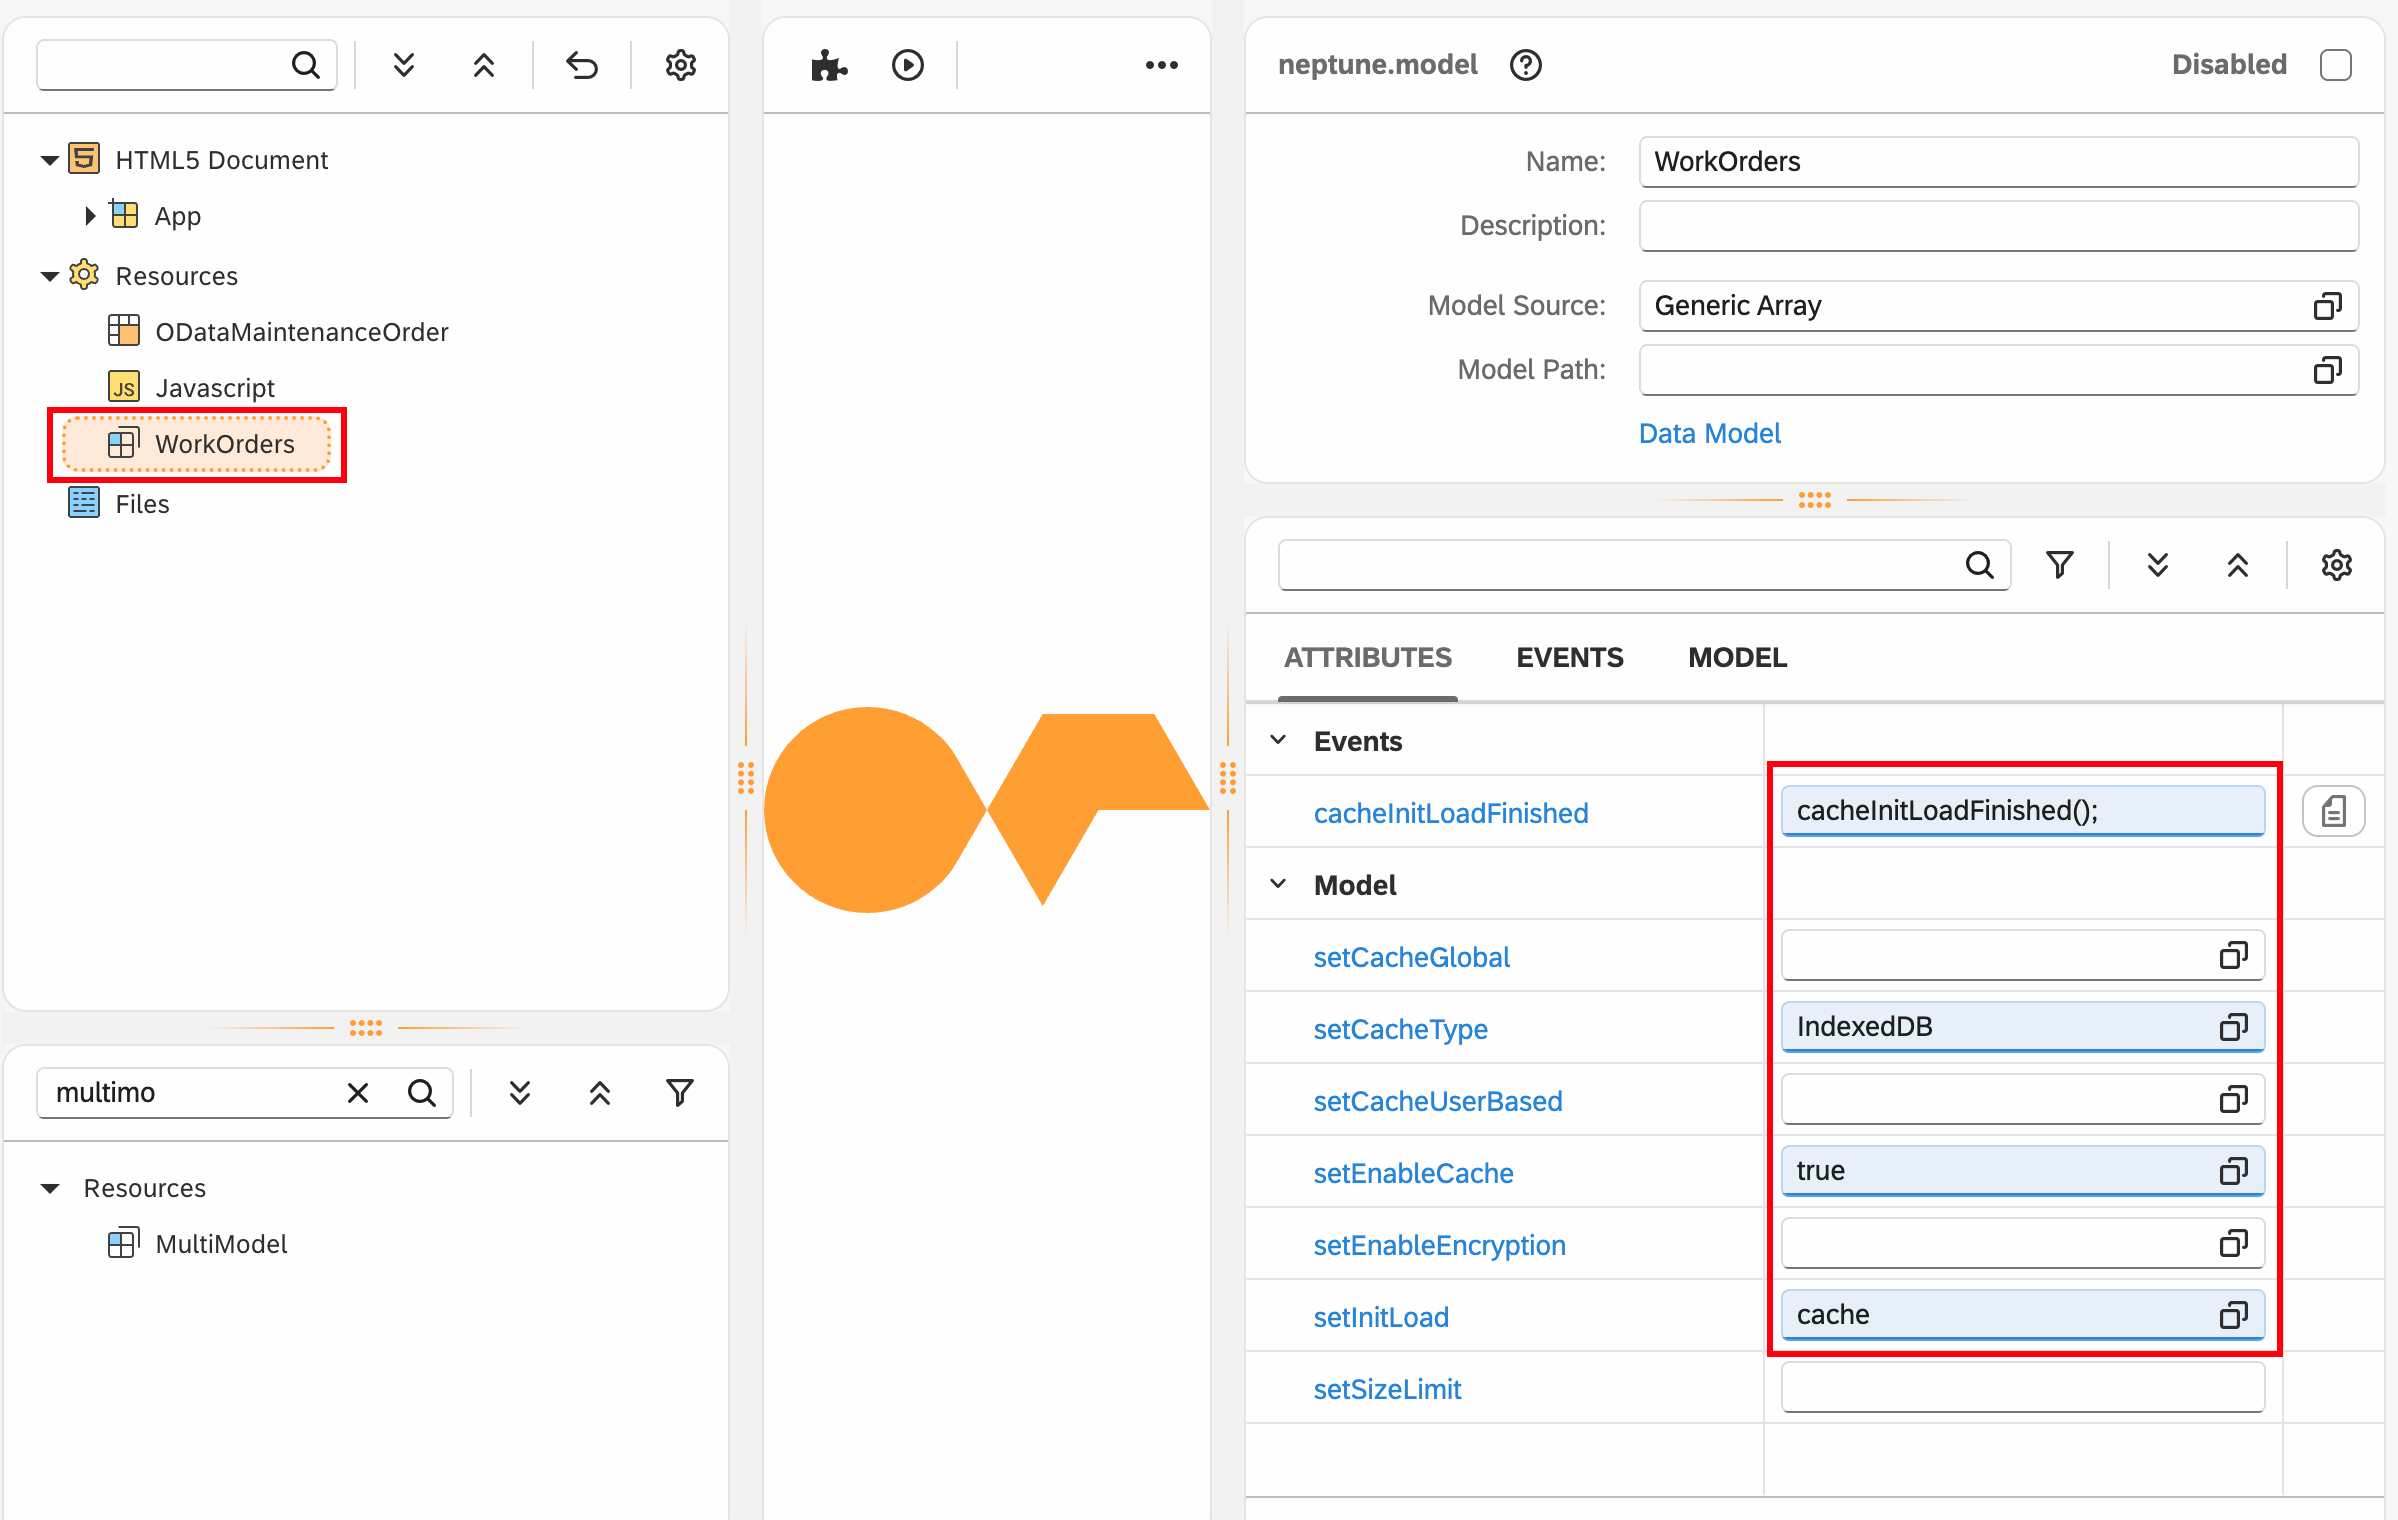 HTML5 Document
App
Resources
ODataMaintenanceOrder
JS Javascript
WorkOrders
Files
multimo
Resources
MultiModel
neptune.model
Disabled
Name: WorkOrders
Description:
Model Source: Generic Array
Model Path:
Data Model
ATTRIBUTES EVENTS MODEL
Events
cacheInitLoadFinished cacheInitLoadFinished();
Model
setCacheGlobal
setCacheType IndexedDB
setCacheUserBased
setEnableCache true
setEnableEncryption
setInitLoad cache
setSizeLimit